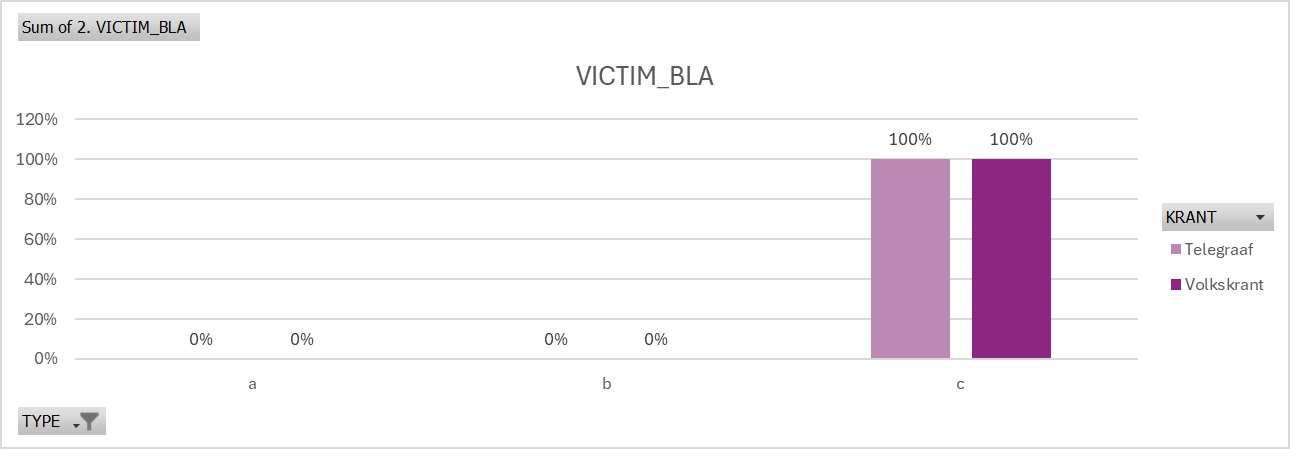 Sum of 2. VICTIM_BLA
VICTIM_BLA
120%
100%
80%
60%
40%
20%
0%
0% 0% 0% 0% 100% 100%
a b c
KRANT
Telegraaf
Volkskrant
TYPE